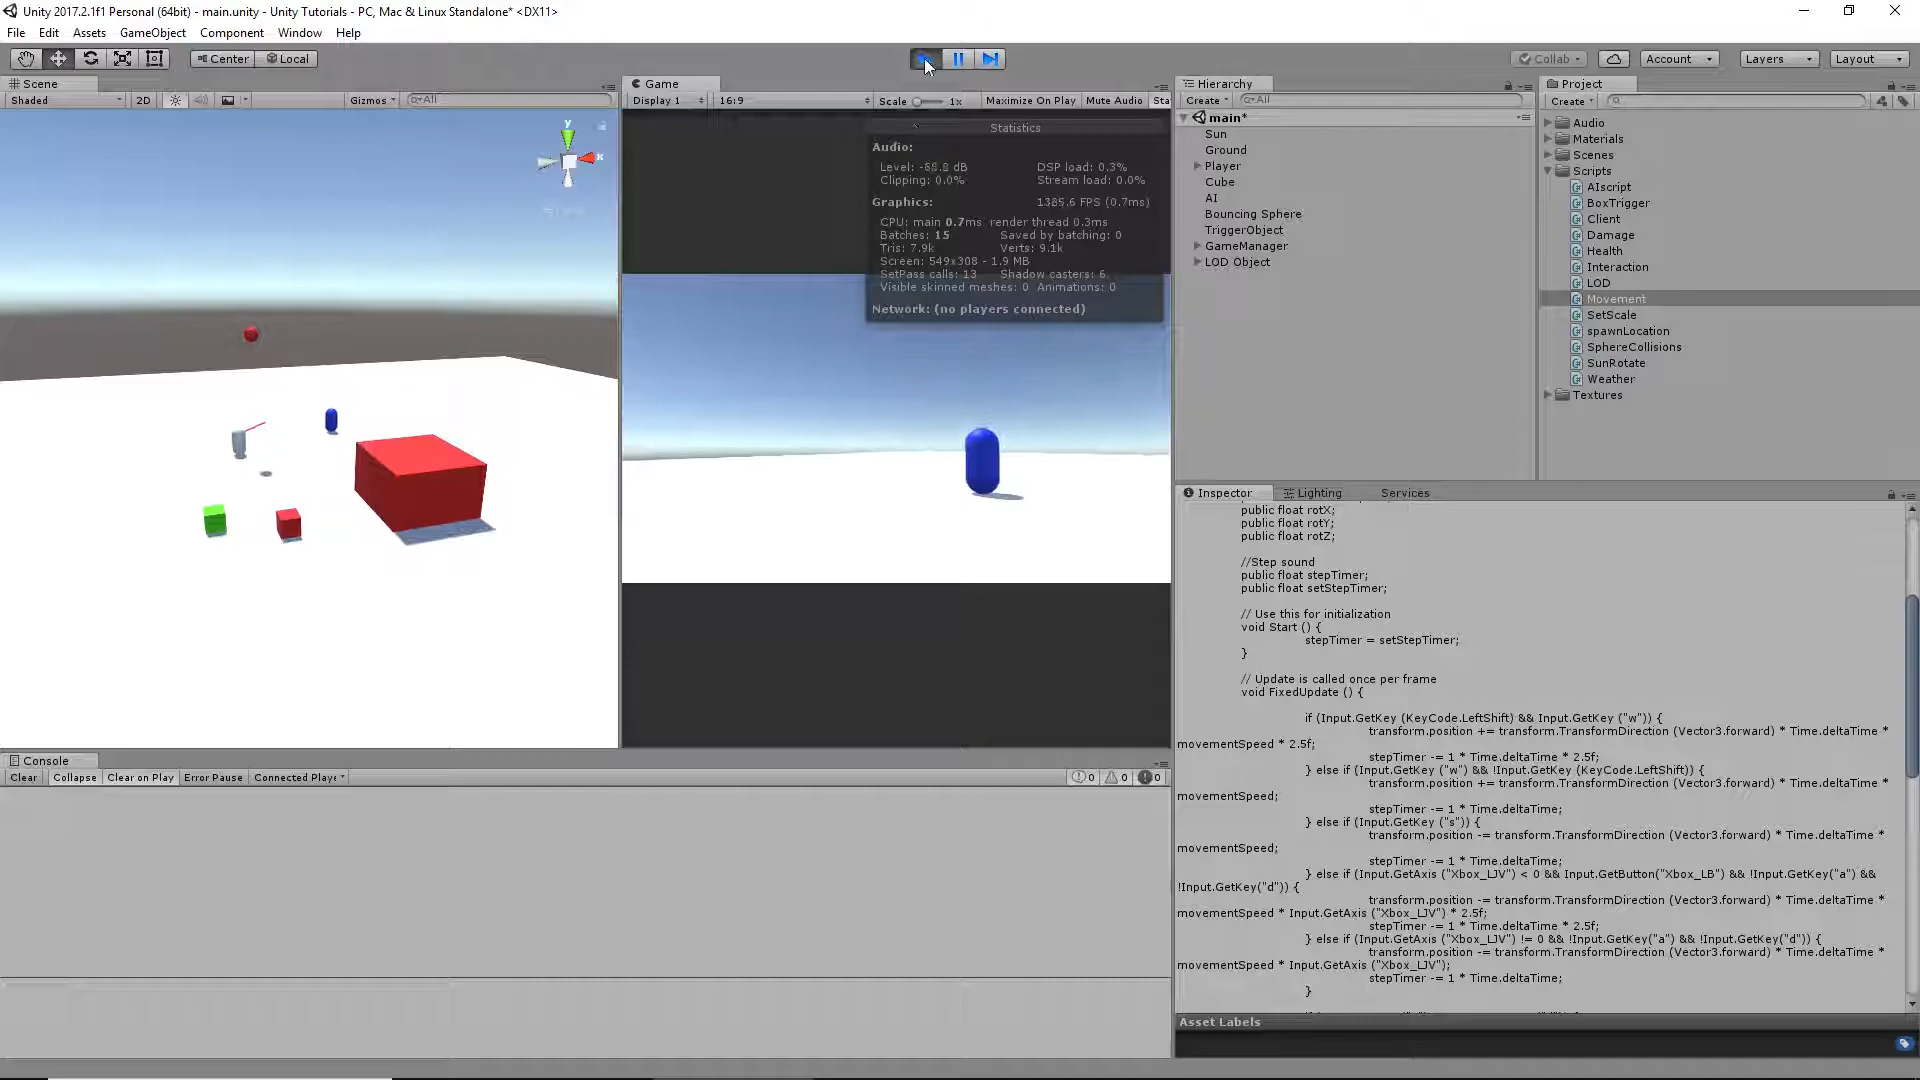 Unity 2017.2.1f1 Personal (64bit) - main.unity - Unity Tutorials - PC, Mac & Linux Standalone* <DX11>
File Edit Assets GameObject Component Window Help
Center Local
Collab Account Layers Layout
Scene
Shaded 2D Gizmos All
y
x
Game
Display 1 16:9 Scale 1x Maximize On Play Mute Audio Sta
Statistics
Audio:
Level: -68.8 dB DSP load: 0.3%
Clipping: 0.0% Stream load: 0.0%
Graphics: 1385.6 FPS (0.7ms)
CPU: main 0.7ms render thread 0.3ms
Batches: 15 Saved by batching: 0
Tris: 7.9k Verts: 9.1k
Screen: 549x308 - 1.9 MB
SetPass calls: 13 Shadow casters: 6
Visible skinned meshes: 0 Animations: 0
Network: (no players connected)
Hierarchy
Create All
main*
Sun
Ground
Player
Cube
AI
Bouncing Sphere
TriggerObject
GameManager
LOD Object
Project
Create
Audio
Materials
Scenes
Scripts
AIscript
BoxTrigger
Client
Damage
Health
Interaction
LOD
Movement
SetScale
spawnLocation
SphereCollisions
SunRotate
Weather
Textures
Inspector Lighting Services
public float rotX;
public float rotY;
public float rotZ;
//Step sound
public float stepTimer;
public float setStepTimer;
// Use this for initialization
void Start () {
stepTimer = setStepTimer;
}
// Update is called once per frame
void FixedUpdate () {
if (Input.GetKey (KeyCode.LeftShift) && Input.GetKey ("w")) {
transform.position += transform.TransformDirection (Vector3.forward) * Time.deltaTime *
movementSpeed * 2.5f;
stepTimer -= 1 * Time.deltaTime * 2.5f;
} else if (Input.GetKey ("w") && !Input.GetKey (KeyCode.LeftShift)) {
transform.position += transform.TransformDirection (Vector3.forward) * Time.deltaTime *
movementSpeed;
stepTimer -= 1 * Time.deltaTime;
} else if (Input.GetKey ("s")) {
transform.position -= transform.TransformDirection (Vector3.forward) * Time.deltaTime *
movementSpeed;
stepTimer -= 1 * Time.deltaTime;
} else if (Input.GetAxis ("Xbox_LJV") < 0 && Input.GetButton("Xbox_LB") && !Input.GetKey("a") &&
!Input.GetKey("d")) {
transform.position -= transform.TransformDirection (Vector3.forward) * Time.deltaTime *
movementSpeed * Input.GetAxis ("Xbox_LJV") * 2.5f;
stepTimer -= 1 * Time.deltaTime * 2.5f;
} else if (Input.GetAxis ("Xbox_LJV") != 0 && !Input.GetKey("a") && !Input.GetKey("d")) {
transform.position -= transform.TransformDirection (Vector3.forward) * Time.deltaTime *
movementSpeed * Input.GetAxis ("Xbox_LJV");
stepTimer -= 1 * Time.deltaTime;
}
Asset Labels
Console
Clear Collapse Clear on Play Error Pause Connected Playe 0 0 0